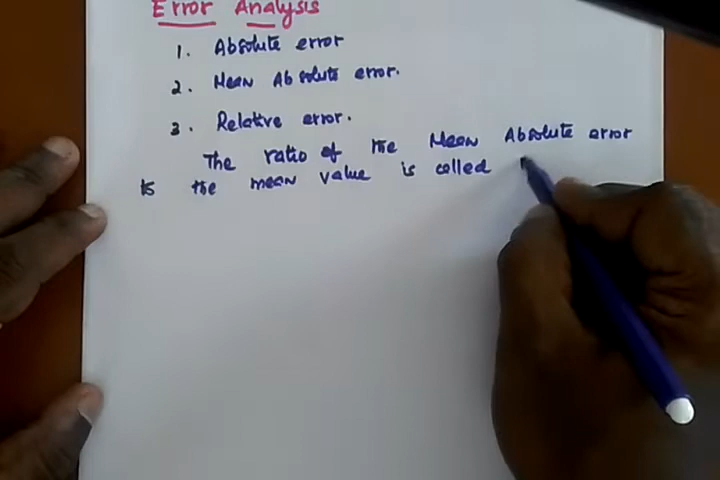 Error Analysis
1. Absolute error
2. Mean Absolute error.
3. Relative error.
The ratio of the Mean Absolute error
to the mean value is called